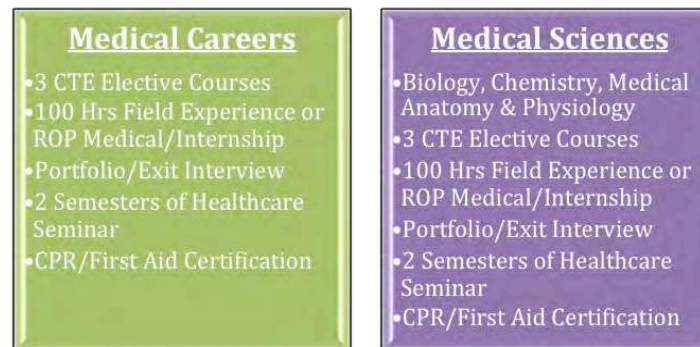 Medical Careers
•3 CTE Elective Courses
•100 Hrs Field Experience or
ROP Medical/Internship
•Portfolio/Exit Interview
•2 Semesters of Healthcare
Seminar
•CPR/First Aid Certification
Medical Sciences
•Biology, Chemistry, Medical
Anatomy & Physiology
•3 CTE Elective Courses
•100 Hrs Field Experience or
ROP Medical/Internship
•Portfolio/Exit Interview
•2 Semesters of Healthcare
Seminar
•CPR/First Aid Certification